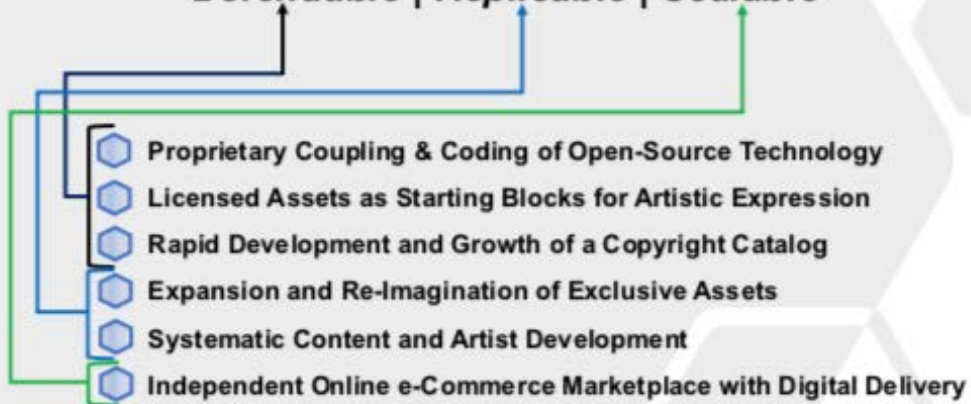 Proprietary Coupling & Coding of Open-Source Technology
Licensed Assets as Starting Blocks for Artistic Expression
Rapid Development and Growth of a Copyright Catalog
Expansion and Re-Imagination of Exclusive Assets
Systematic Content and Artist Development
Independent Online e-Commerce Marketplace with Digital Delivery